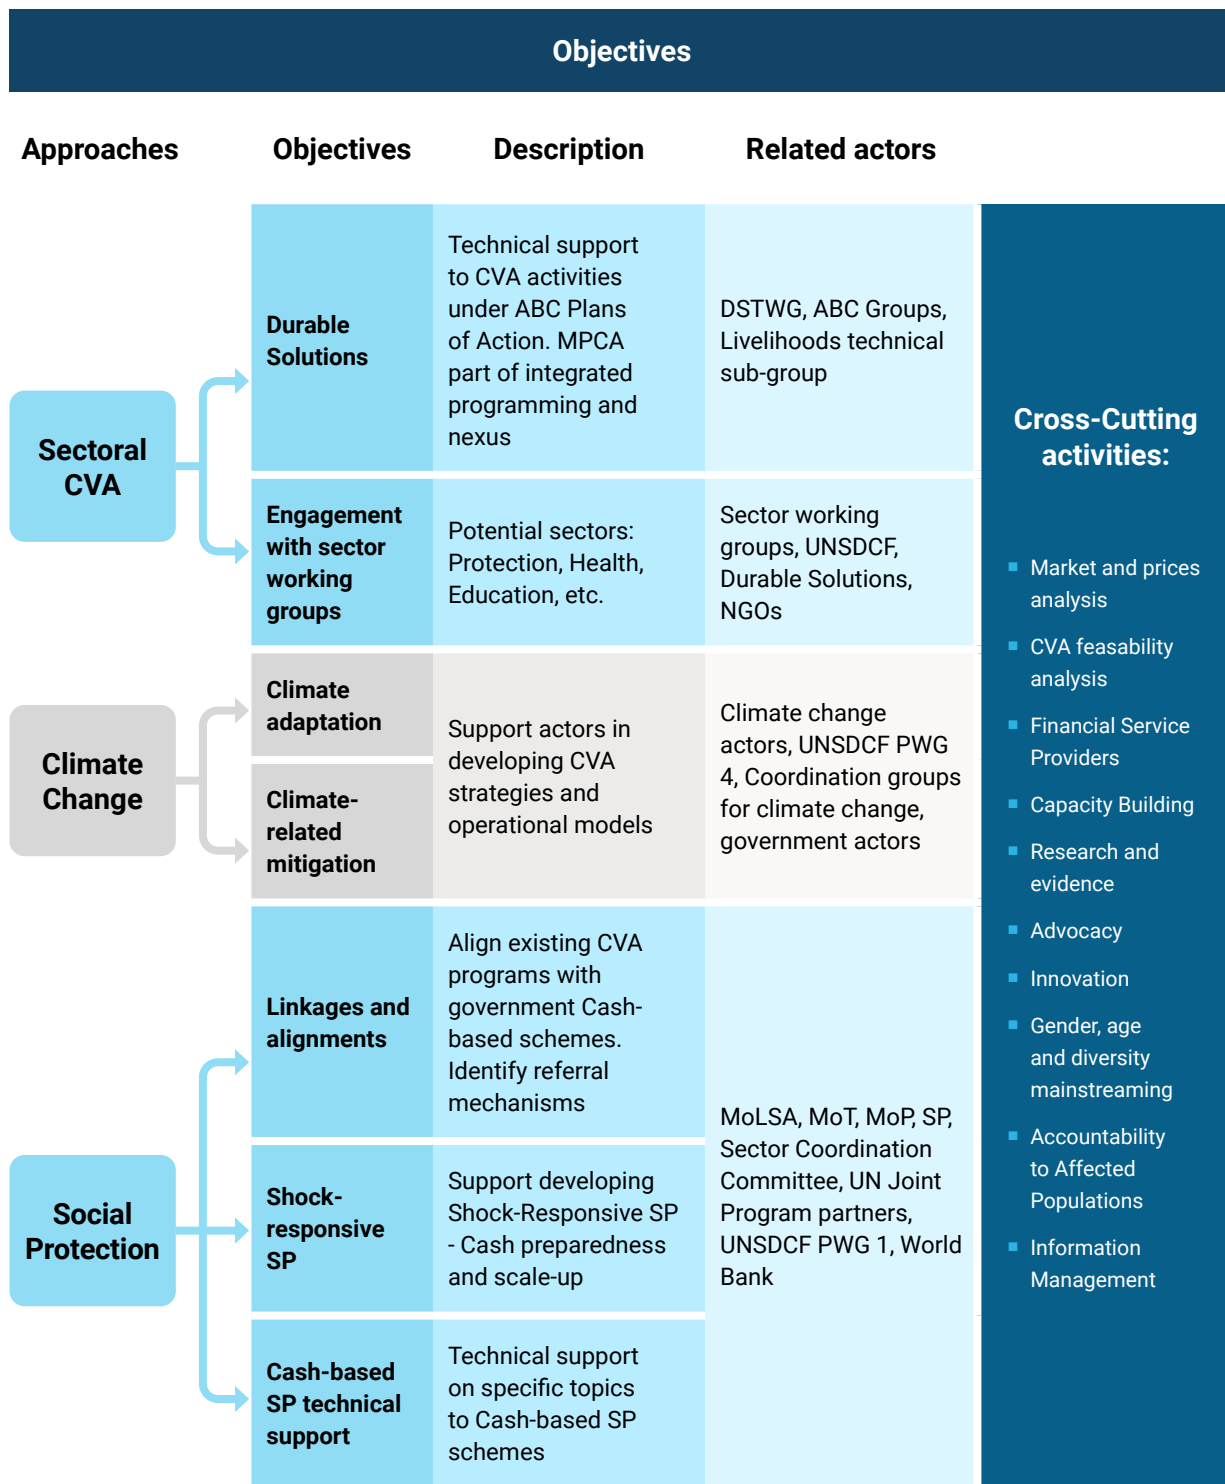 Objectives
Approaches
Objectives
Description
Related actors
Sectoral
CVA
Durable
Solutions
Technical support
to CVA activities
under ABC Plans
of Action. MPCA
part of integrated
programming and
nexus
DSTWG, ABC Groups,
Livelihoods technical
sub-group
Engagement
with sector
working
groups
Potential sectors:
Protection, Health,
Education, etc.
Sector working
groups, UNSDCF,
Durable Solutions,
NGOs
Climate
Change
Climate
adaptation
Climate-
related
mitigation
Support actors in
developing CVA
strategies and
operational models
Climate change
actors, UNSDCF PWG
4, Coordination groups
for climate change,
government actors
Social
Protection
Linkages and
alignments
Align existing CVA
programs with
government Cash-
based schemes.
Identify referral
mechanisms
Shock-
responsive
SP
Support developing
Shock-Responsive SP
- Cash preparedness
and scale-up
Cash-based
SP technical
support
Technical support
on specific topics
to Cash-based SP
schemes
MoLSA, MoT, MoP, SP,
Sector Coordination
Committee, UN Joint
Program partners,
UNSDCF PWG 1, World
Bank
Cross-Cutting
activities:
▪ Market and prices
analysis
▪ CVA feasability
analysis
▪ Financial Service
Providers
▪ Capacity Building
▪ Research and
evidence
▪ Advocacy
▪ Innovation
▪ Gender, age
and diversity
mainstreaming
▪ Accountability
to Affected
Populations
▪ Information
Management